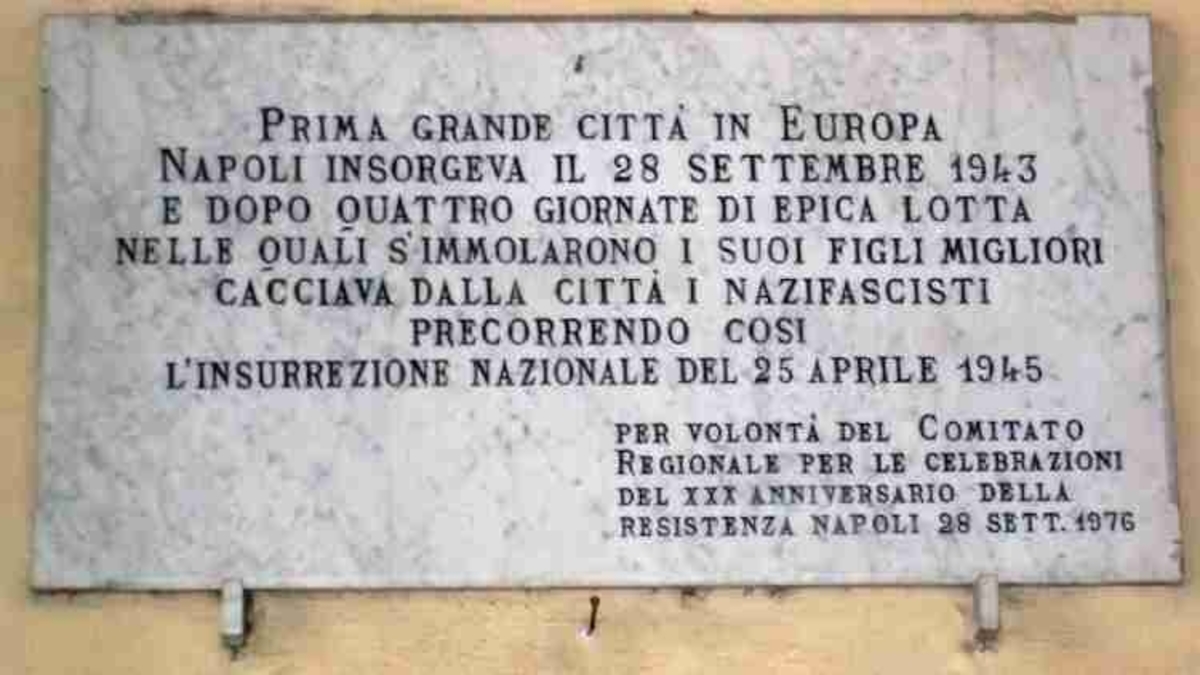 PRIMA GRANDE CITTÀ IN EUROPA
NAPOLI INSORGEVA IL 28 SETTEMBRE 1943
E DOPO QUATTRO GIORNATE DI EPICA LOTTA
NELLE QUALI S'IMMOLARONO I SUOI FIGLI MIGLIORI
CACCIAVA DALLA CITTÀ I NAZIFASCISTI
PRECORRENDO COSI
L'INSURREZIONE NAZIONALE DEL 25 APRILE 1945
PER VOLONTÀ DEL COMITATO
REGIONALE PER LE CELEBRAZIONI
DEL XXX ANNIVERSARIO DELLA
RESISTENZA NAPOLI 28 SETT. 1976